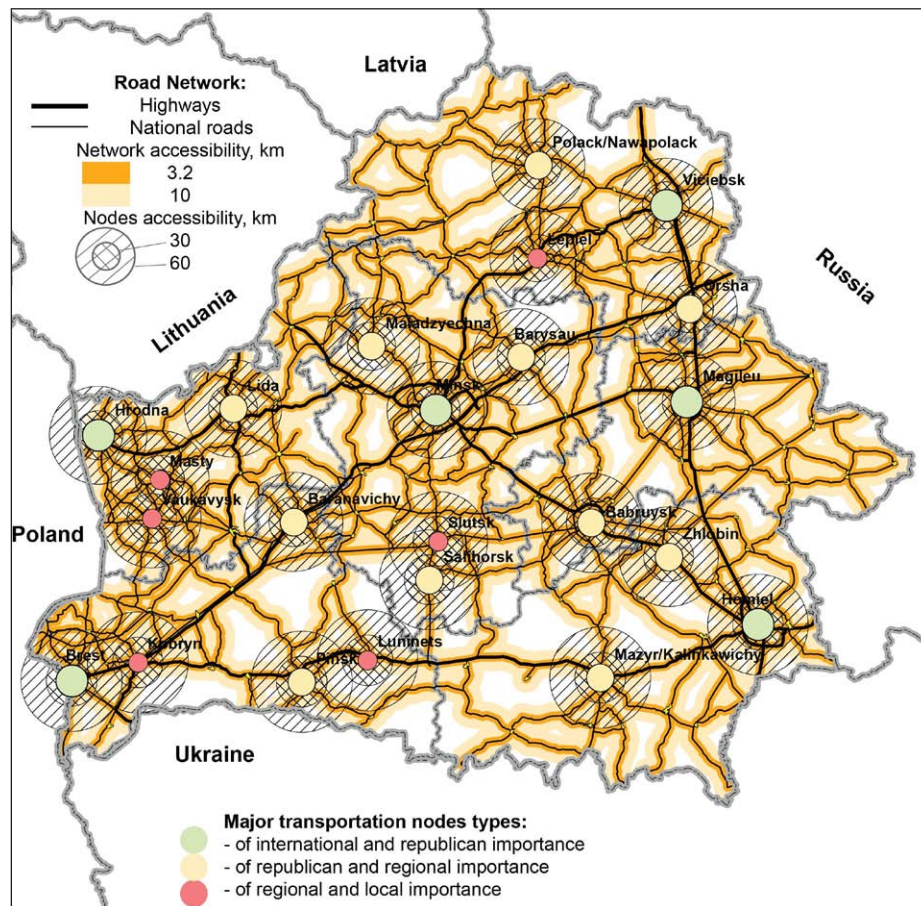 Latvia
Road Network:
Highways
National roads
Network accessibility, km
3.2
10
Nodes accessibility, km
30
60
Polack/Nawapolack
Viciebsk
Lepiel
Russia
Orsha
Lithuania
Maladzyechna
Barysau
Lida
Minsk
Magileu
Hrodna
Masty
Vaukavysk
Baranavichy
Babruysk
Poland
Slutsk
Zhlobin
Salihorsk
Homiel
Kobryn
Luninets
Brest
Pinsk
Mazyr/Kalinkawichy
Ukraine
Major transportation nodes types:
- of international and republican importance
- of republican and regional importance
- of regional and local importance